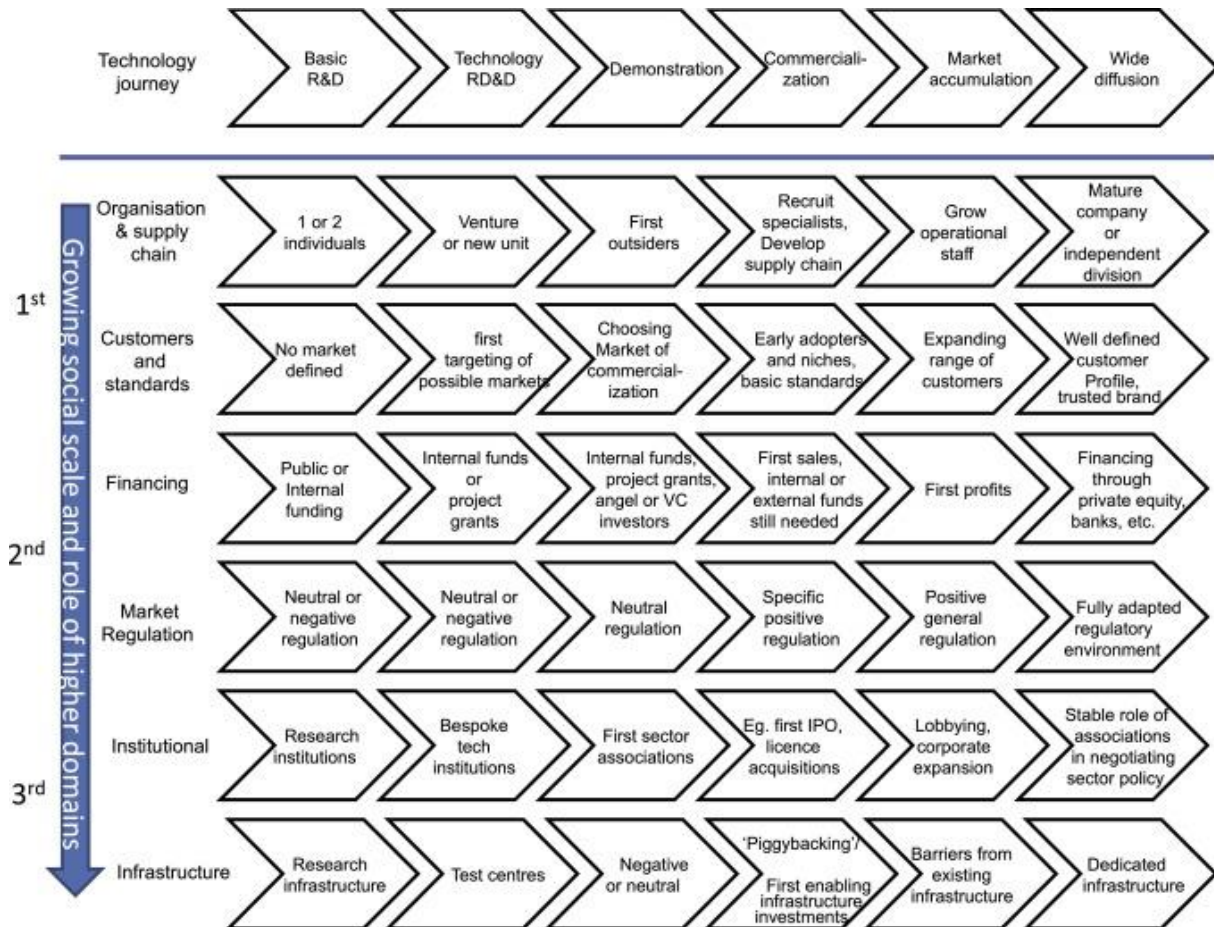 Technology
journey
Basic
R&D
Technology
RD&D
Demonstration
Commerciali-
zation
Market
accumulation
Wide
diffusion
Growing social scale and role of higher domains
1st
2nd
3rd
Organisation
& supply
chain
1 or 2
individuals
Venture
or new unit
First
outsiders
Recruit
specialists,
Develop
supply chain
Grow
operational
staff
Mature
company
or
independent
division
Customers
and
standards
No market
defined
first
targeting of
possible markets
Choosing
Market of
commercial-
ization
Early adopters
and niches,
basic standards
Expanding
range of
customers
Well defined
customer
Profile,
trusted brand
Financing
Public or
Internal
funding
Internal funds
or
project
grants
Internal funds,
project grants,
angel or VC
investors
First sales,
internal or
external funds
still needed
First profits
Financing
through
private equity,
banks, etc.
Market
Regulation
Neutral or
negative
regulation
Neutral or
negative
regulation
Neutral
regulation
Specific
positive
regulation
Positive
general
regulation
Fully adapted
regulatory
environment
Institutional
Research
institutions
Bespoke
tech
institutions
First sector
associations
Eg. first IPO,
licence
acquisitions
Lobbying,
corporate
expansion
Stable role of
associations
in negotiating
sector policy
Infrastructure
Research
infrastructure
Test centres
Negative
or neutral
'Piggybacking'/
First enabling
infrastructure
investments
Barriers from
existing
infrastructure
Dedicated
infrastructure